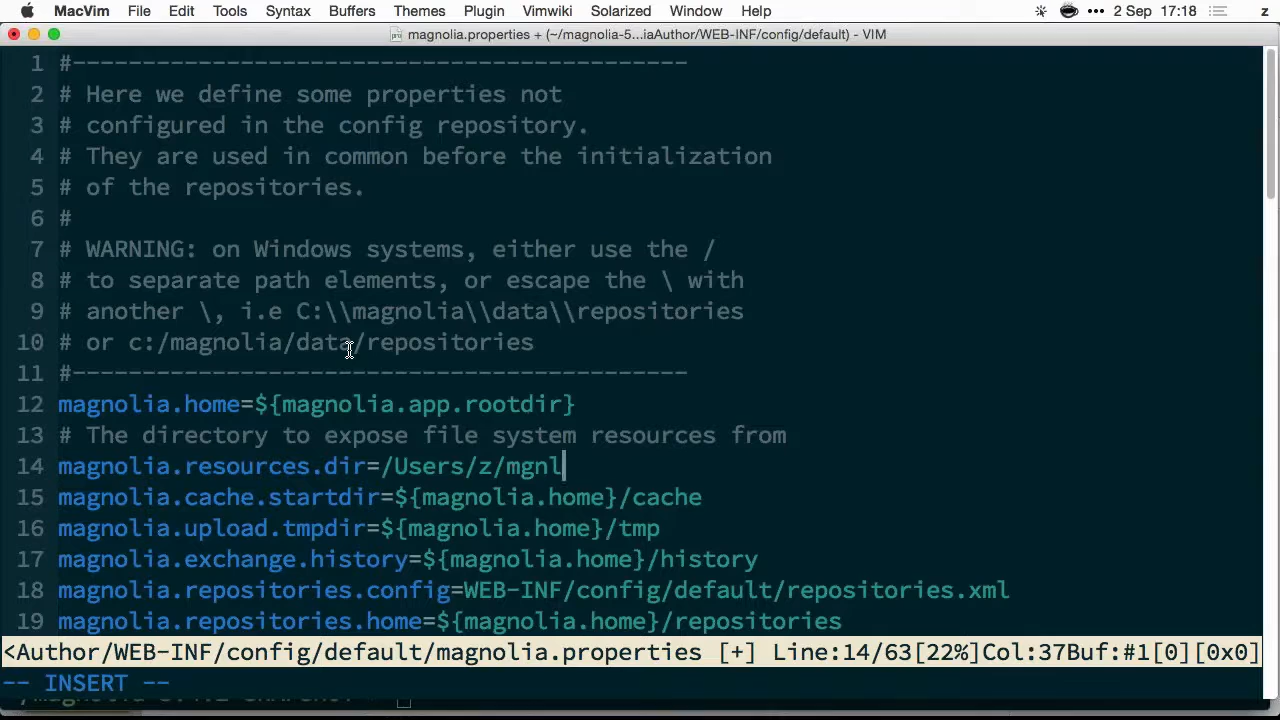 MacVim File Edit Tools Syntax Buffers Themes Plugin Vimwiki Solarized Window Help 2 Sep 17:18 z
magnolia.properties + (~/magnolia-5...iaAuthor/WEB-INF/config/default) - VIM
1 #--------------------------------------------
2 # Here we define some properties not
3 # configured in the config repository.
4 # They are used in common before the initialization
5 # of the repositories.
6 #
7 # WARNING: on Windows systems, either use the /
8 # to separate path elements, or escape the \ with
9 # another \, i.e C:\\magnolia\\data\\repositories
10 # or c:/magnolia/data/repositories
11 #--------------------------------------------
12 magnolia.home=${magnolia.app.rootdir}
13 # The directory to expose file system resources from
14 magnolia.resources.dir=/Users/z/mgnl
15 magnolia.cache.startdir=${magnolia.home}/cache
16 magnolia.upload.tmpdir=${magnolia.home}/tmp
17 magnolia.exchange.history=${magnolia.home}/history
18 magnolia.repositories.config=WEB-INF/config/default/repositories.xml
19 magnolia.repositories.home=${magnolia.home}/repositories
<Author/WEB-INF/config/default/magnolia.properties [+] Line:14/63[22%]Col:37Buf:#1[0][0x0]
-- INSERT --